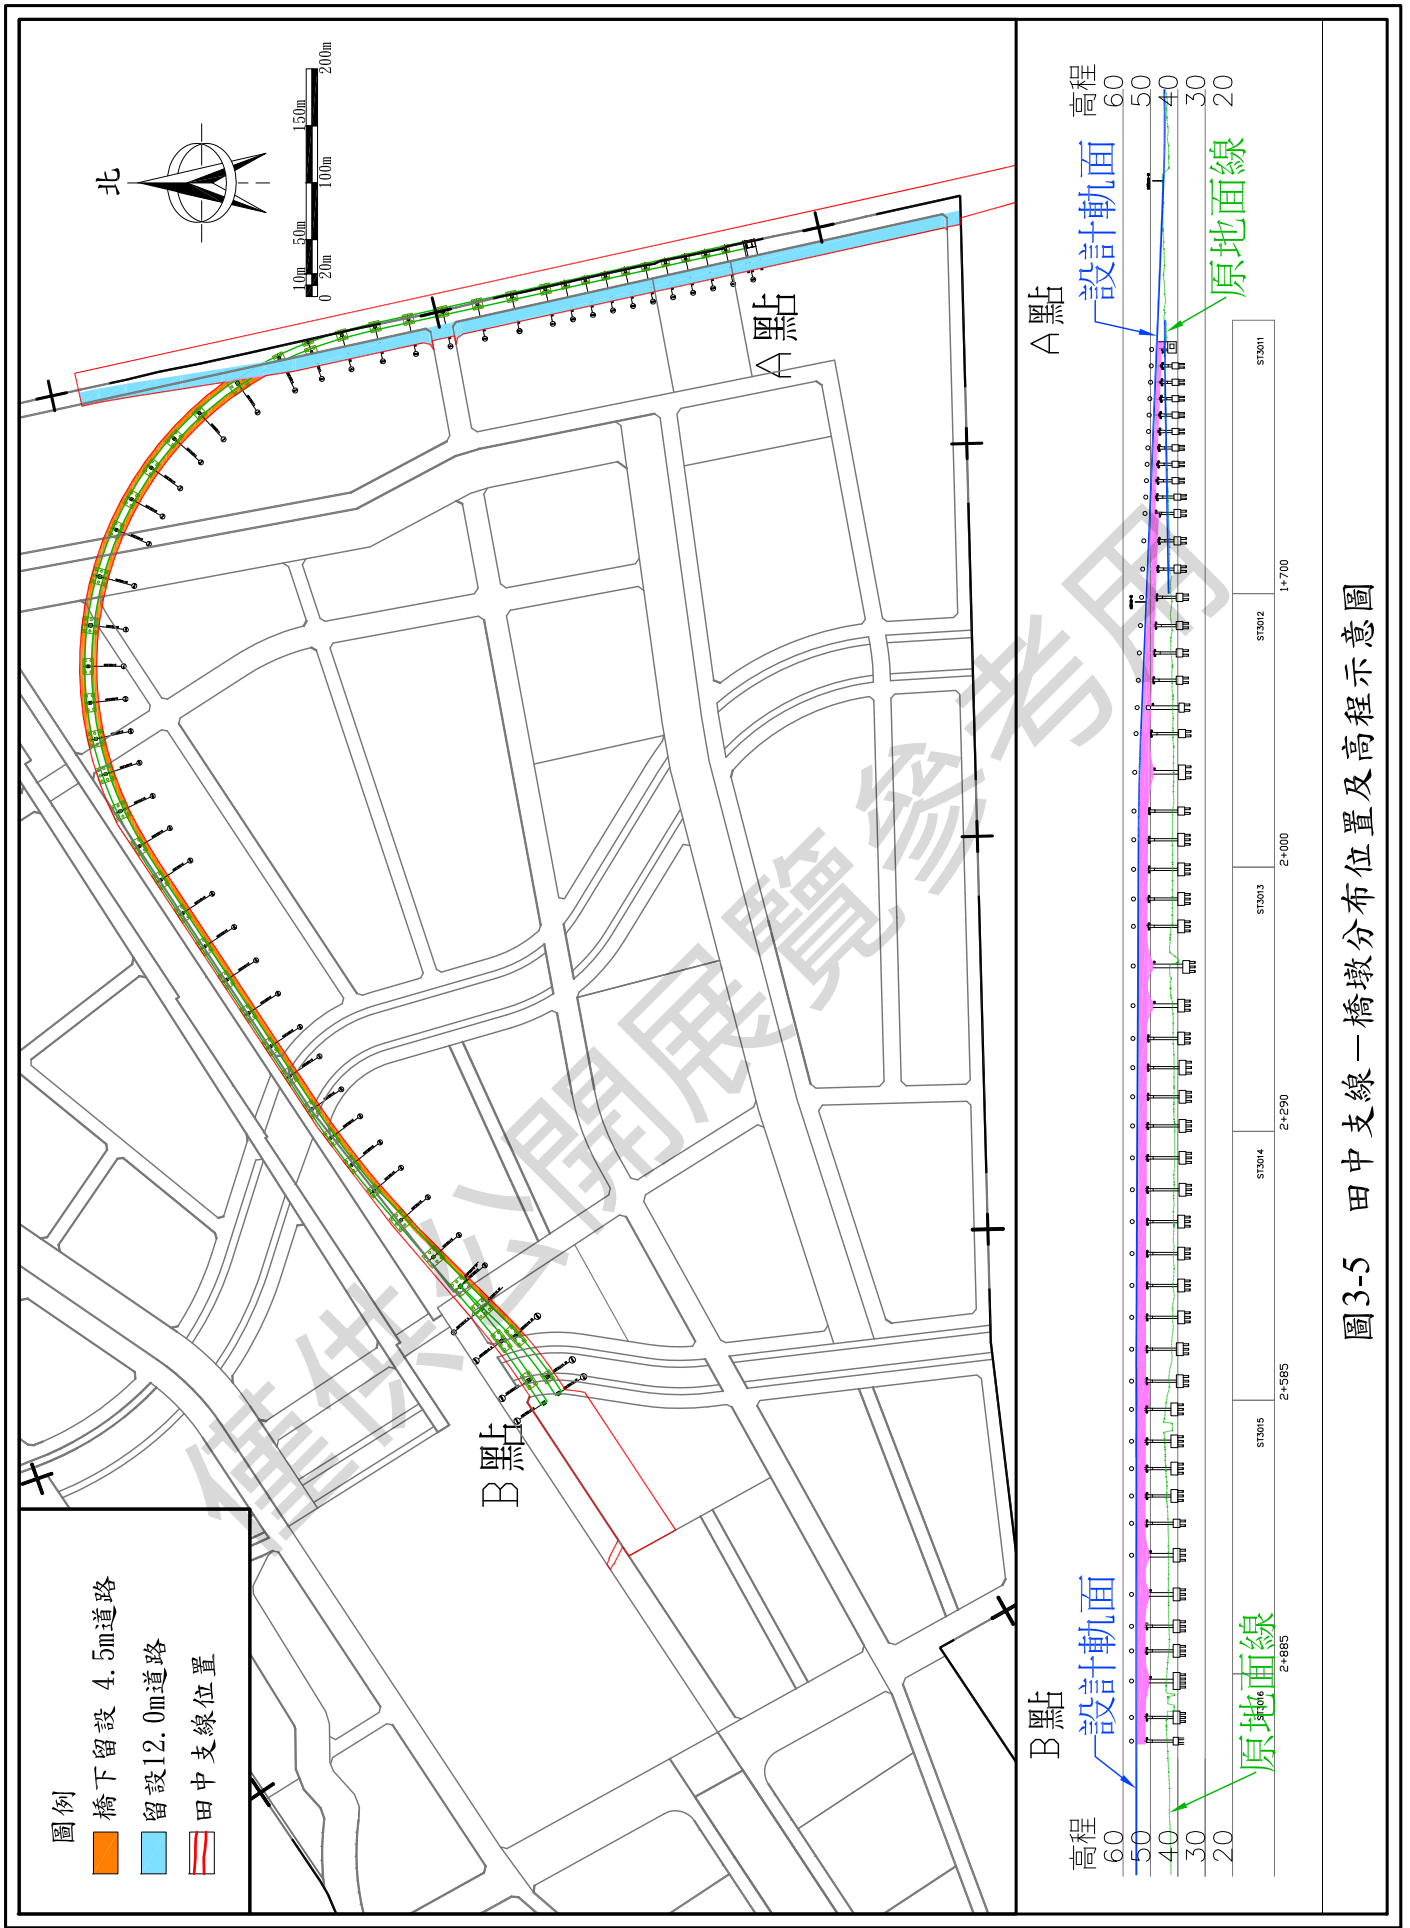 北
10m
50m
150m
0
20m
100m
200m
A 點
B 點
圖例
橋下留設 4.5m道路
留設12.0m道路
田中支線位置
B 點
A 點
高程
60
50
40
30
20
高程
60
50
40
30
20
設計軌面
設計軌面
原地面線
原地面線
ST3016
ST3015
ST3014
ST3013
ST3012
ST3011
2+885
2+585
2+290
2+000
1+700
圖3-5 田中支線－橋墩分布位置及高程示意圖
僅供公開展覽參考用